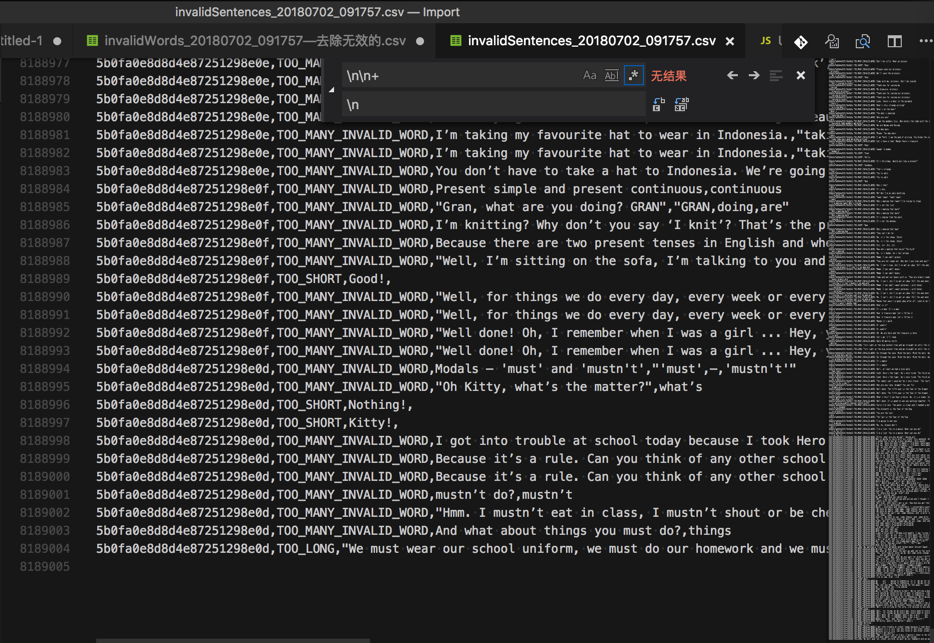 invalidSentences_20180702_091757.csv — Import
titled-1
invalidWords_20180702_091757—去除无效的.csv
invalidSentences_20180702_091757.csv
JS
\n\n+
Aa Abl .*
无结果
\n
8188977 5b0fa0e8d8d4e87251298e0e,TOO_MA
8188978 5b0fa0e8d8d4e87251298e0e,TOO_MA
8188979 5b0fa0e8d8d4e87251298e0e,TOO_MA
8188980 5b0fa0e8d8d4e87251298e0e,TOO_MA
8188981 5b0fa0e8d8d4e87251298e0e,TOO_MANY_INVALID_WORD,I’m taking my favourite hat to wear in Indonesia.,"tak
8188982 5b0fa0e8d8d4e87251298e0e,TOO_MANY_INVALID_WORD,I’m taking my favourite hat to wear in Indonesia.,"tak
8188983 5b0fa0e8d8d4e87251298e0e,TOO_MANY_INVALID_WORD,You don’t have to take a hat to Indonesia. We’re going
8188984 5b0fa0e8d8d4e87251298e0f,TOO_MANY_INVALID_WORD,Present simple and present continuous,continuous
8188985 5b0fa0e8d8d4e87251298e0f,TOO_MANY_INVALID_WORD,"Gran, what are you doing? GRAN","GRAN,doing,are"
8188986 5b0fa0e8d8d4e87251298e0f,TOO_MANY_INVALID_WORD,I’m knitting? Why don’t you say ‘I knit’? That’s the p
8188987 5b0fa0e8d8d4e87251298e0f,TOO_MANY_INVALID_WORD,Because there are two present tenses in English and whe
8188988 5b0fa0e8d8d4e87251298e0f,TOO_MANY_INVALID_WORD,"Well, I’m sitting on the sofa, I’m talking to you and
8188989 5b0fa0e8d8d4e87251298e0f,TOO_SHORT,Good!,
8188990 5b0fa0e8d8d4e87251298e0f,TOO_MANY_INVALID_WORD,"Well, for things we do every day, every week or every
8188991 5b0fa0e8d8d4e87251298e0f,TOO_MANY_INVALID_WORD,"Well, for things we do every day, every week or every
8188992 5b0fa0e8d8d4e87251298e0f,TOO_MANY_INVALID_WORD,"Well done! Oh, I remember when I was a girl ... Hey,
8188993 5b0fa0e8d8d4e87251298e0f,TOO_MANY_INVALID_WORD,"Well done! Oh, I remember when I was a girl ... Hey,
8188994 5b0fa0e8d8d4e87251298e0d,TOO_MANY_INVALID_WORD,Modals – 'must' and 'mustn't',"'must',–,'mustn't'"
8188995 5b0fa0e8d8d4e87251298e0d,TOO_MANY_INVALID_WORD,"Oh Kitty, what’s the matter?",what’s
8188996 5b0fa0e8d8d4e87251298e0d,TOO_SHORT,Nothing!,
8188997 5b0fa0e8d8d4e87251298e0d,TOO_SHORT,Kitty!,
8188998 5b0fa0e8d8d4e87251298e0d,TOO_MANY_INVALID_WORD,I got into trouble at school today because I took Hero
8188999 5b0fa0e8d8d4e87251298e0d,TOO_MANY_INVALID_WORD,Because it’s a rule. Can you think of any other school
8189000 5b0fa0e8d8d4e87251298e0d,TOO_MANY_INVALID_WORD,Because it’s a rule. Can you think of any other school
8189001 5b0fa0e8d8d4e87251298e0d,TOO_MANY_INVALID_WORD,mustn’t do?,mustn’t
8189002 5b0fa0e8d8d4e87251298e0d,TOO_MANY_INVALID_WORD,"Hmm. I mustn’t eat in class, I mustn’t shout or be che
8189003 5b0fa0e8d8d4e87251298e0d,TOO_MANY_INVALID_WORD,And what about things you must do?,things
8189004 5b0fa0e8d8d4e87251298e0d,TOO_LONG,"We must wear our school uniform, we must do our homework and we mus
8189005